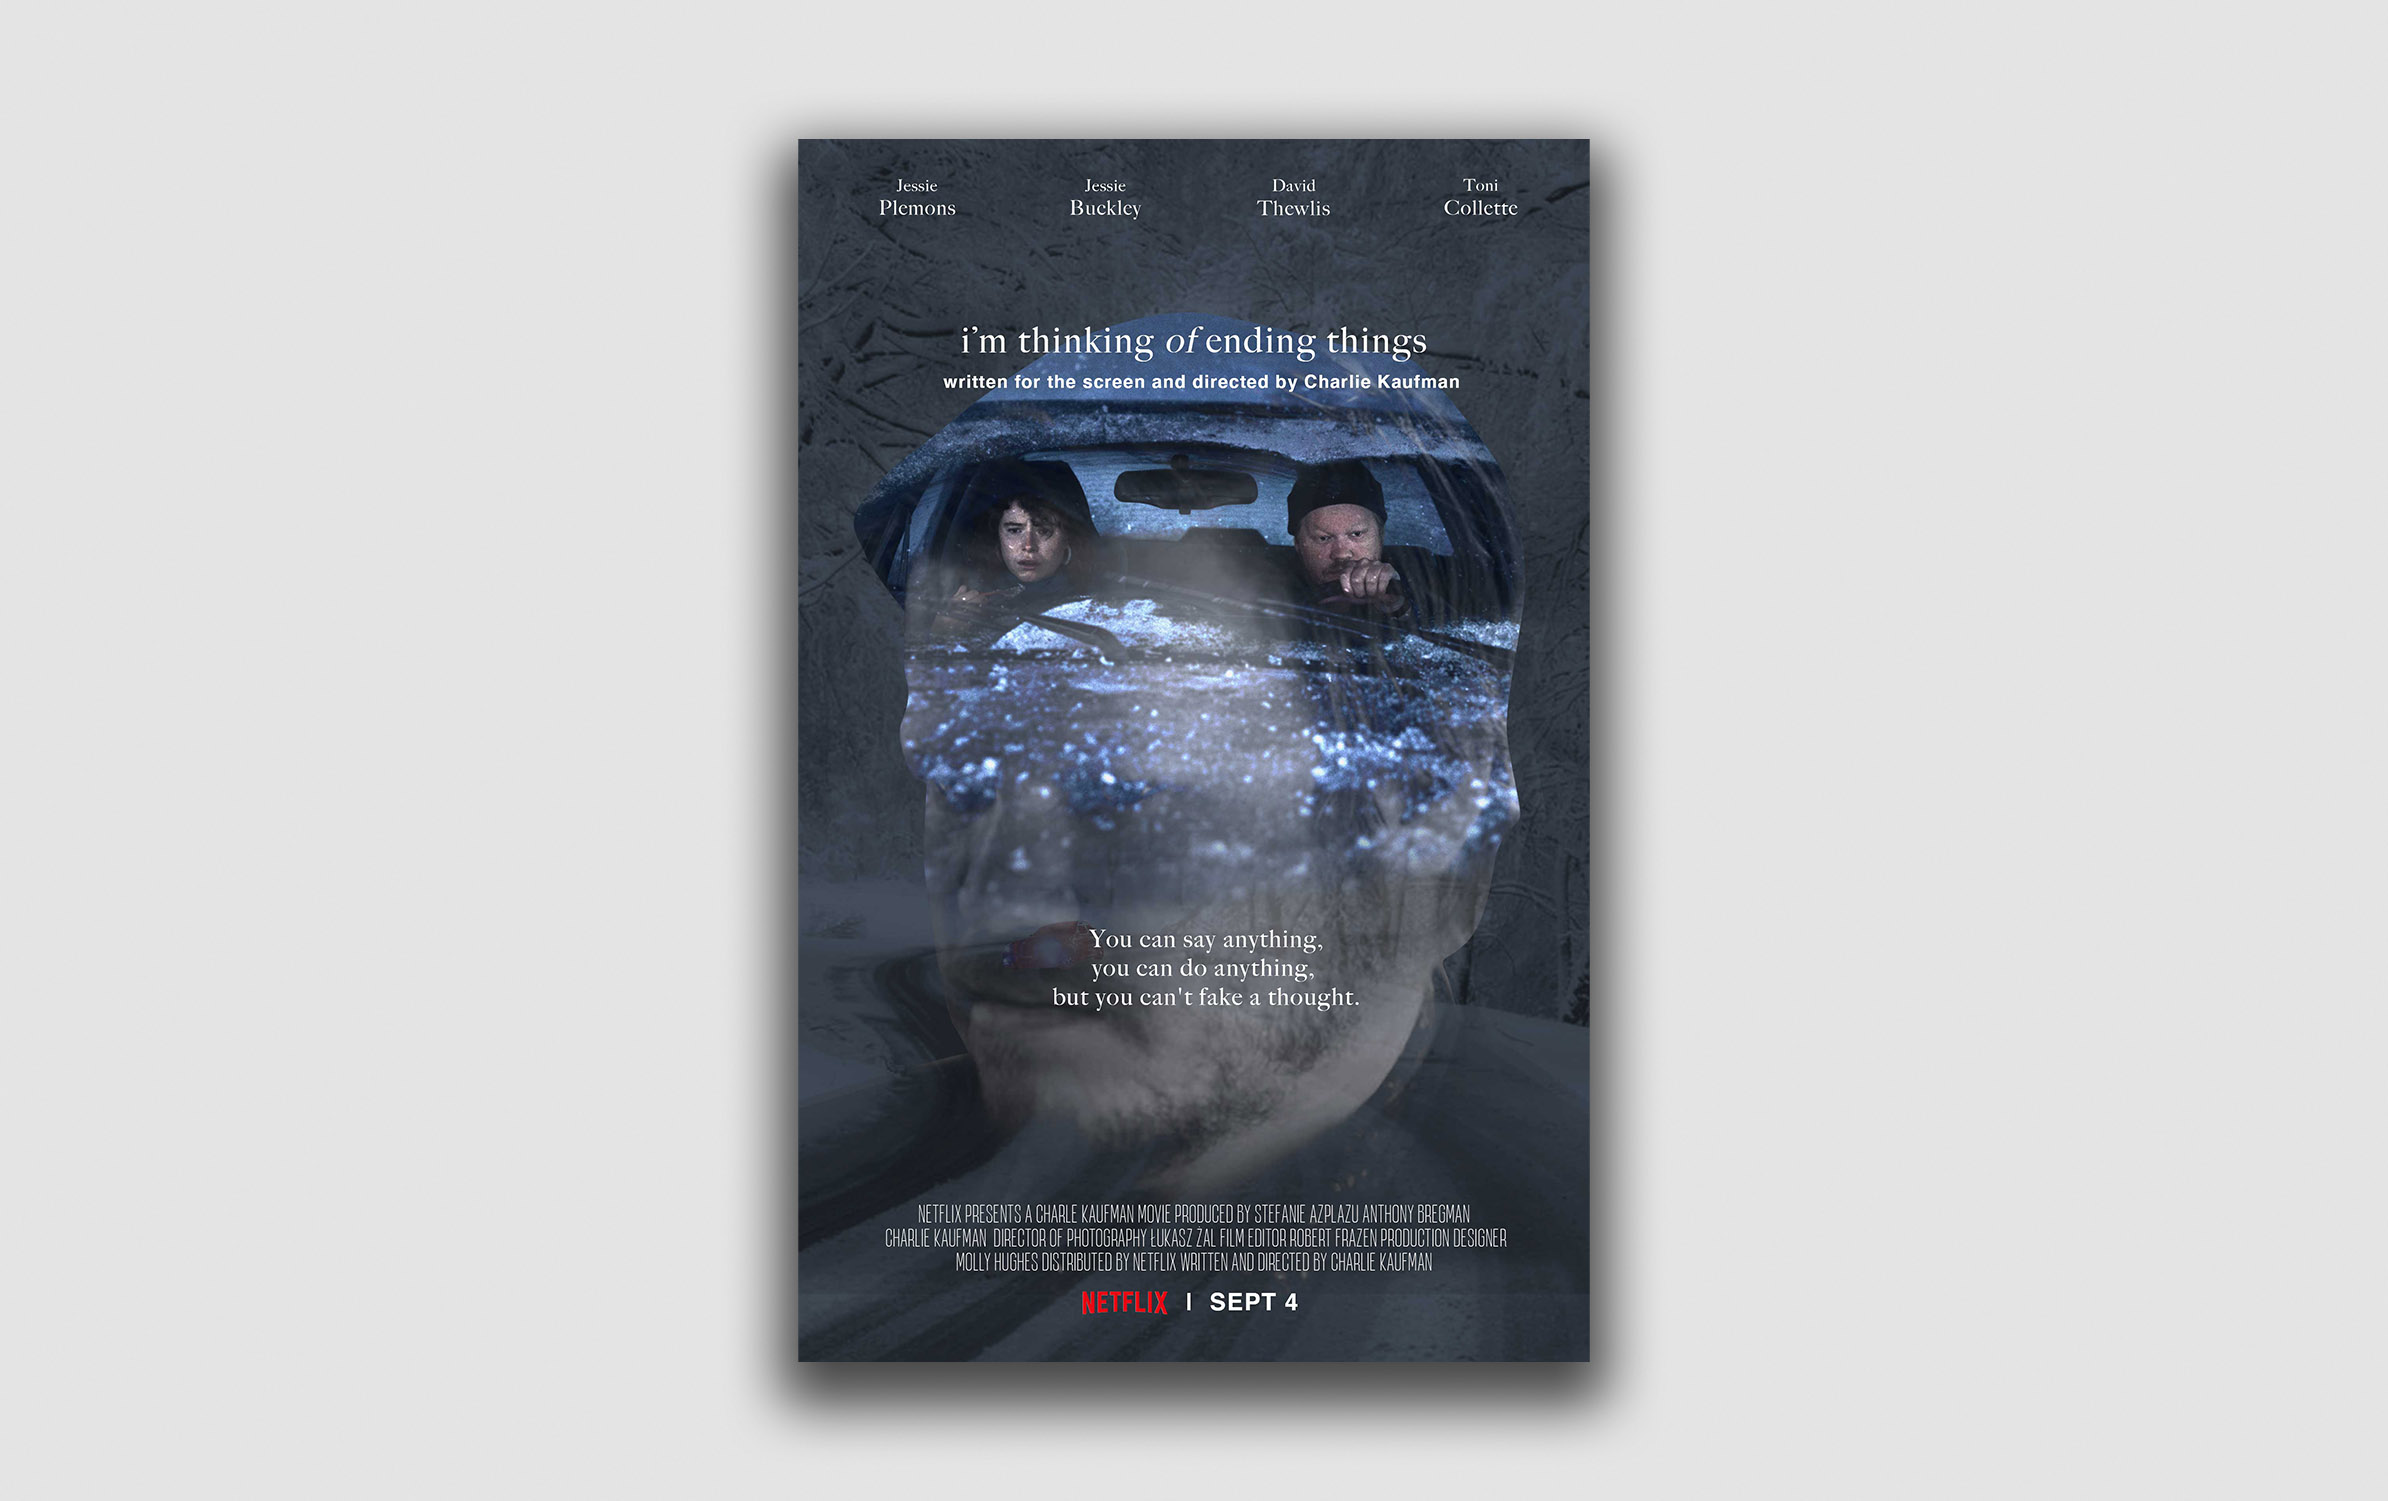 Jessie Plemons
Jessie Buckley
David Thewlis
Toni Collette
i'm thinking of ending things
written for the screen and directed by Charlie Kaufman
You can say anything,
you can do anything,
but you can't fake a thought.
NETFLIX PRESENTS A CHARLE KAUFMAN MOVIE PRODUCED BY STEFANIE AZPLAZU ANTHONY BREGMAN
CHARLIE KAUFMAN DIRECTOR OF PHOTOGRAPHY ŁUKASZ ŻAL FILM EDITOR ROBERT FRAZEN PRODUCTION DESIGNER
MOLLY HUGHES DISTRIBUTED BY NETFLIX WRITTEN AND DIRECTED BY CHARLIE KAUFMAN
NETFLIX | SEPT 4